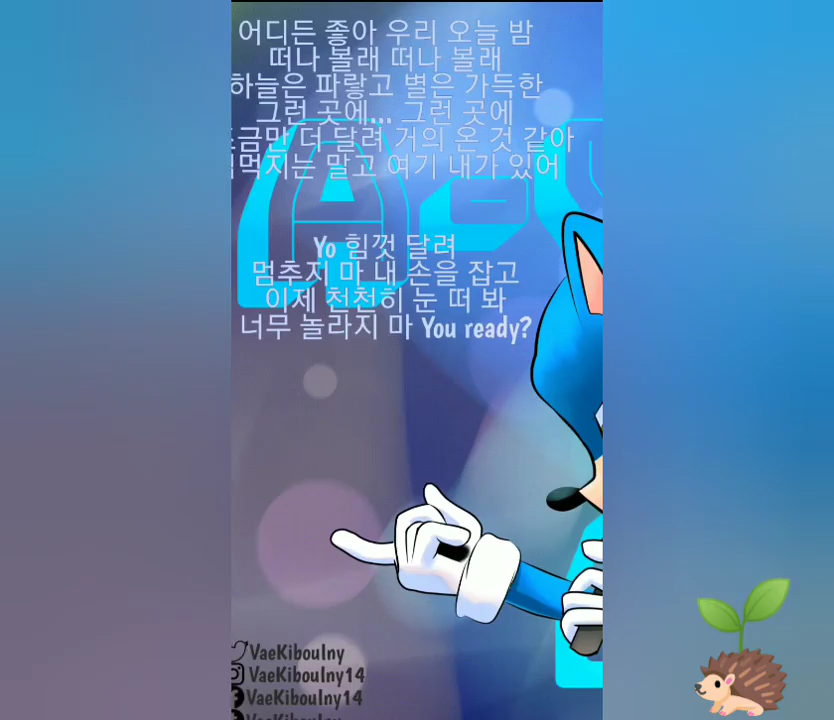 어디든 좋아 우리 오늘 밤
떠나 볼래 떠나 볼래
하늘은 파랗고 별은 가득한
그런 곳에... 그런 곳에
조금만 더 달려 거의 온 것 같아
겁먹지는 말고 여기 내가 있어
Yo 힘껏 달려
멈추지 마 내 손을 잡고
이제 천천히 눈 떠 봐
너무 놀라지 마 You ready?
VaeKiboulny
VaeKiboulny14
VaeKiboulny14
VaeKiboulny